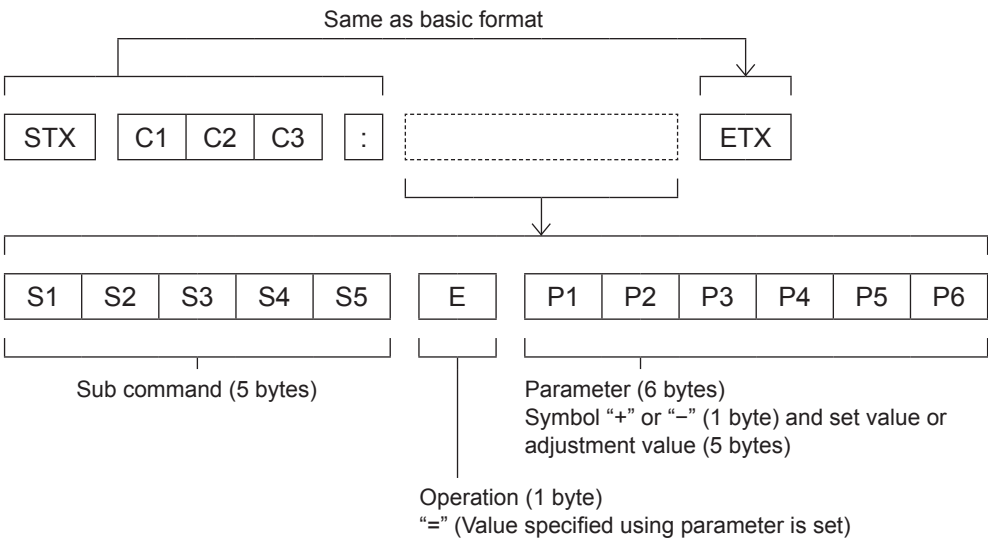 Same as basic format
STX C1 C2 C3 : ETX
S1 S2 S3 S4 S5 E P1 P2 P3 P4 P5 P6
Sub command (5 bytes)
Parameter (6 bytes)
Symbol “+” or “−” (1 byte) and set value or
adjustment value (5 bytes)
Operation (1 byte)
“=” (Value specified using parameter is set)